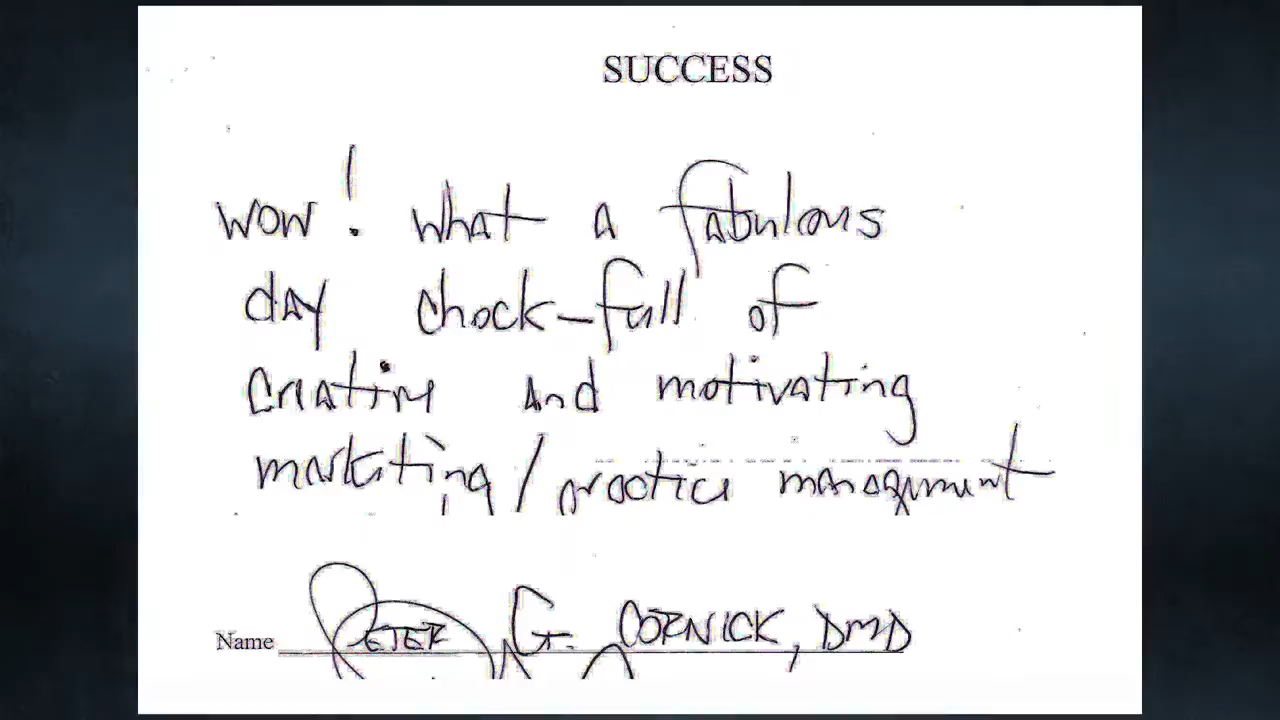 SUCCESS
wow! what a fabulous
day chock-full of
creative and motivating
marketing/practice management
Name PETER G. CORNICK, DMD